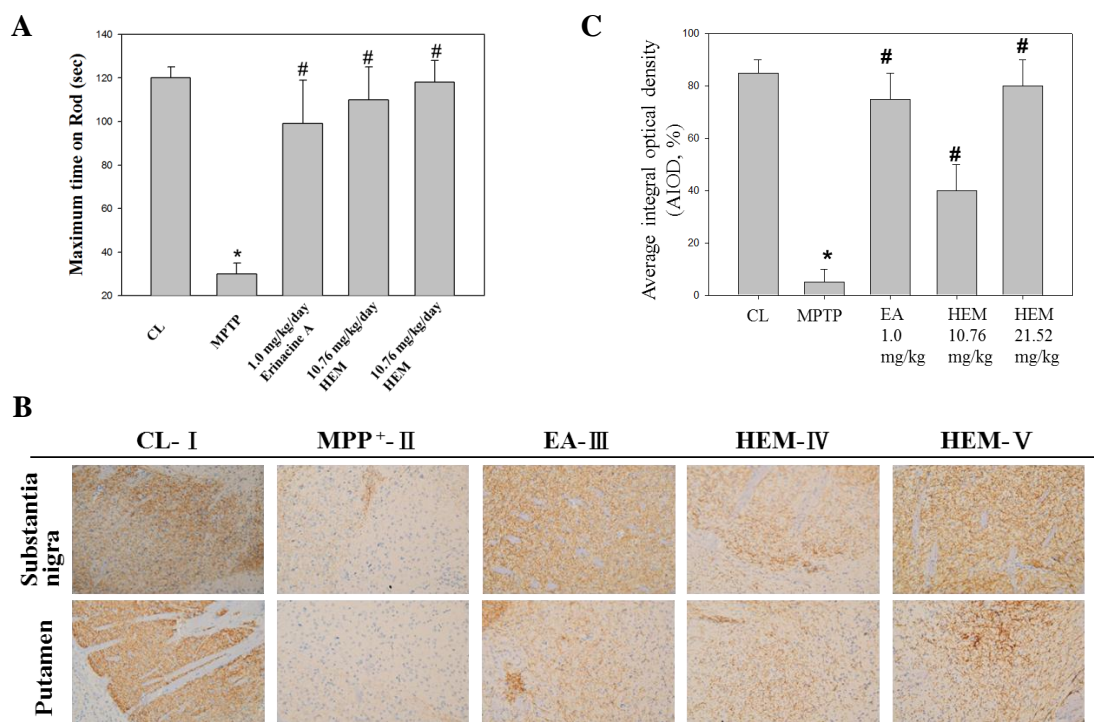 A
Maximum time on Rod (sec)
140
120
100
80
60
40
20
*
#
#
#
CL
MPTP
1.0 mg/kg/day
Erinacine A
10.76 mg/kg/day
HEM
10.76 mg/kg/day
HEM
C
Average integral optical density
(AIOD, %)
100
80
60
40
20
0
*
#
#
#
CL
MPTP
EA
1.0
mg/kg
HEM
10.76
mg/kg
HEM
21.52
mg/kg
B
CL-Ⅰ
MPP⁺-Ⅱ
EA-Ⅲ
HEM-Ⅳ
HEM-Ⅴ
Substantia
nigra
Putamen